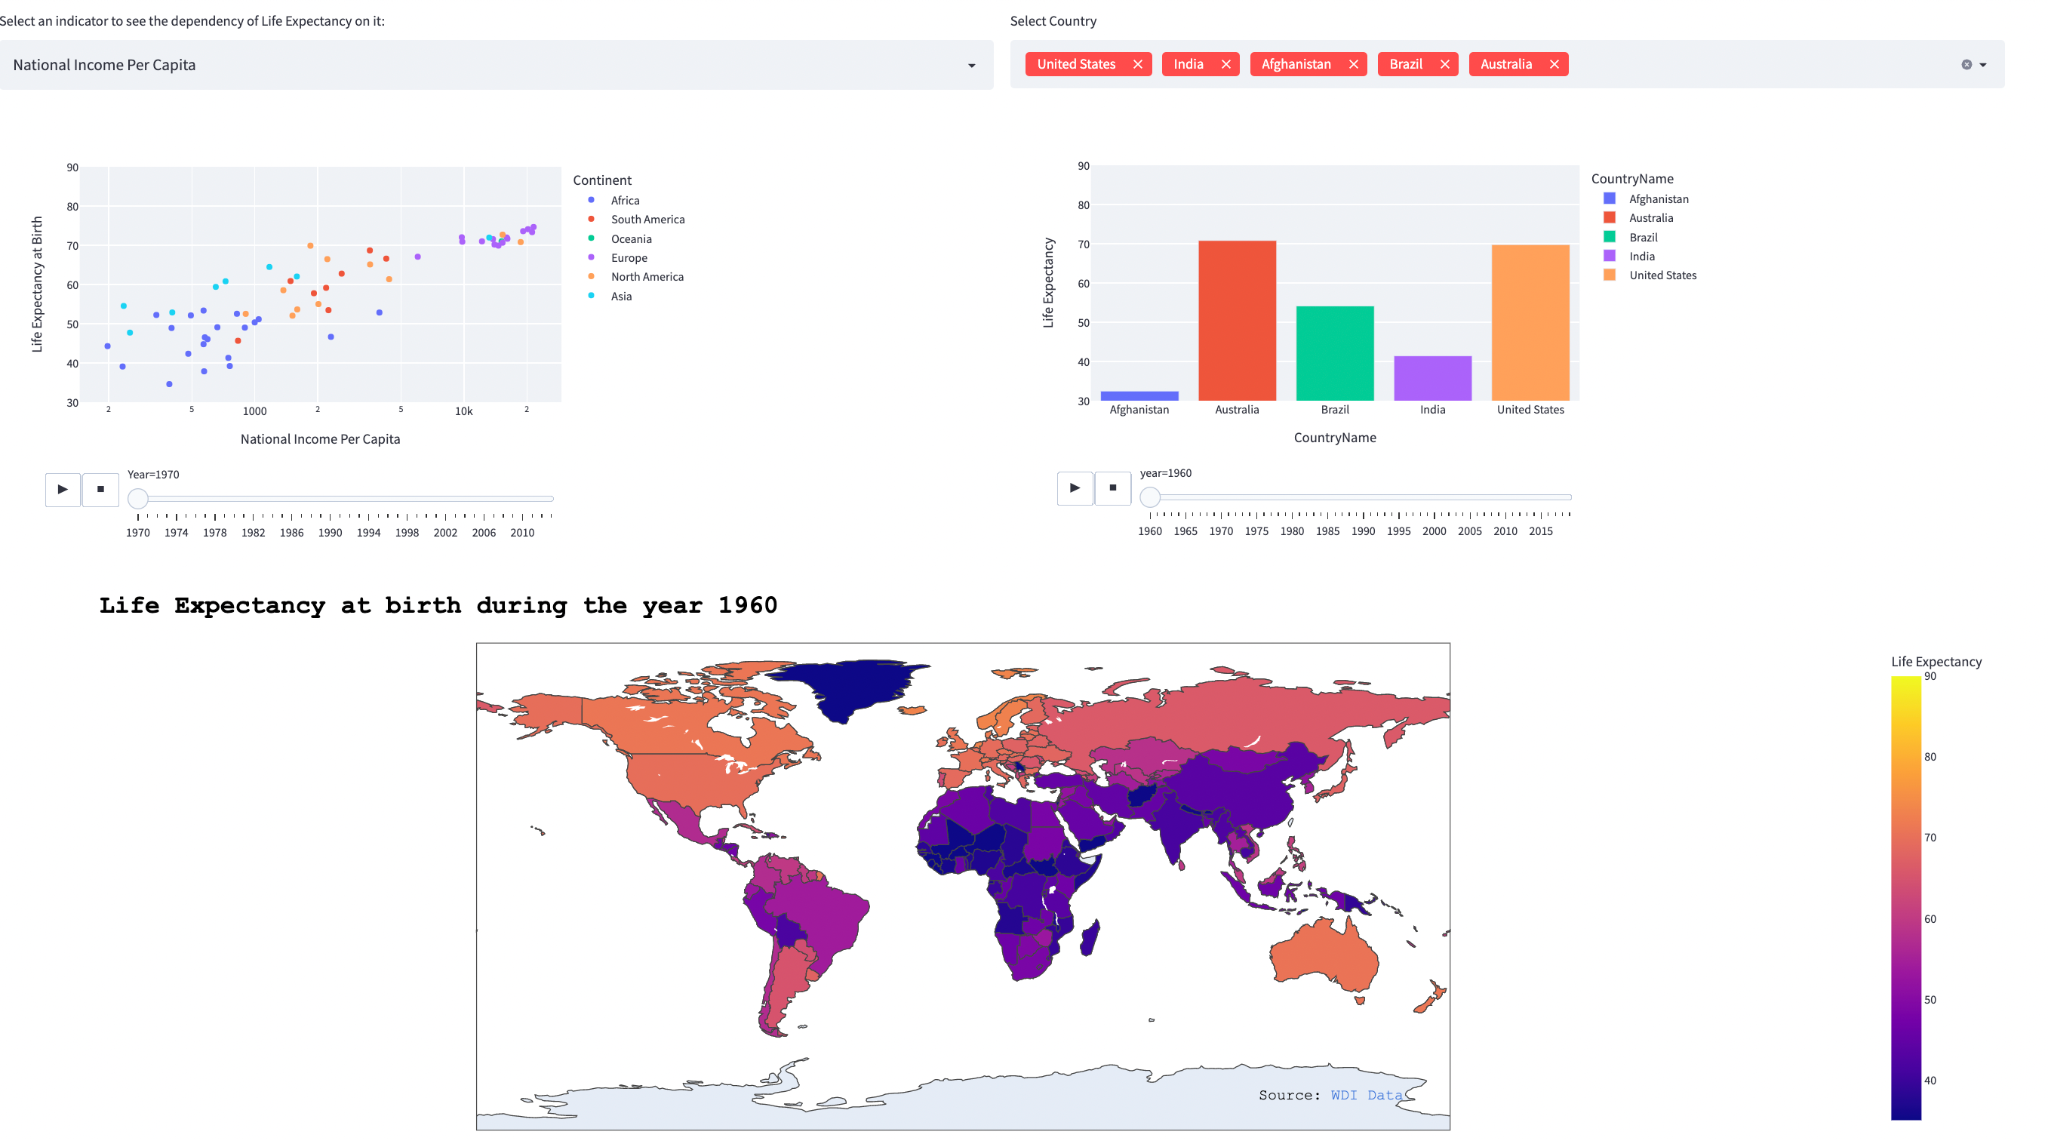 Select an indicator to see the dependency of Life Expectancy on it:
National Income Per Capita
Select Country
United States India Afghanistan Brazil Australia
90
80
70
60
50
40
30
Life Expectancy at Birth
2 5 1000 2 5 10k 2
National Income Per Capita
Continent
Africa
South America
Oceania
Europe
North America
Asia
Year=1970
1970 1974 1978 1982 1986 1990 1994 1998 2002 2006 2010
90
80
70
60
50
40
30
Life Expectancy
Afghanistan Australia Brazil India United States
CountryName
CountryName
Afghanistan
Australia
Brazil
India
United States
year=1960
1960 1965 1970 1975 1980 1985 1990 1995 2000 2005 2010 2015
Life Expectancy at birth during the year 1960
Source: WDI Data
Life Expectancy
90
80
70
60
50
40